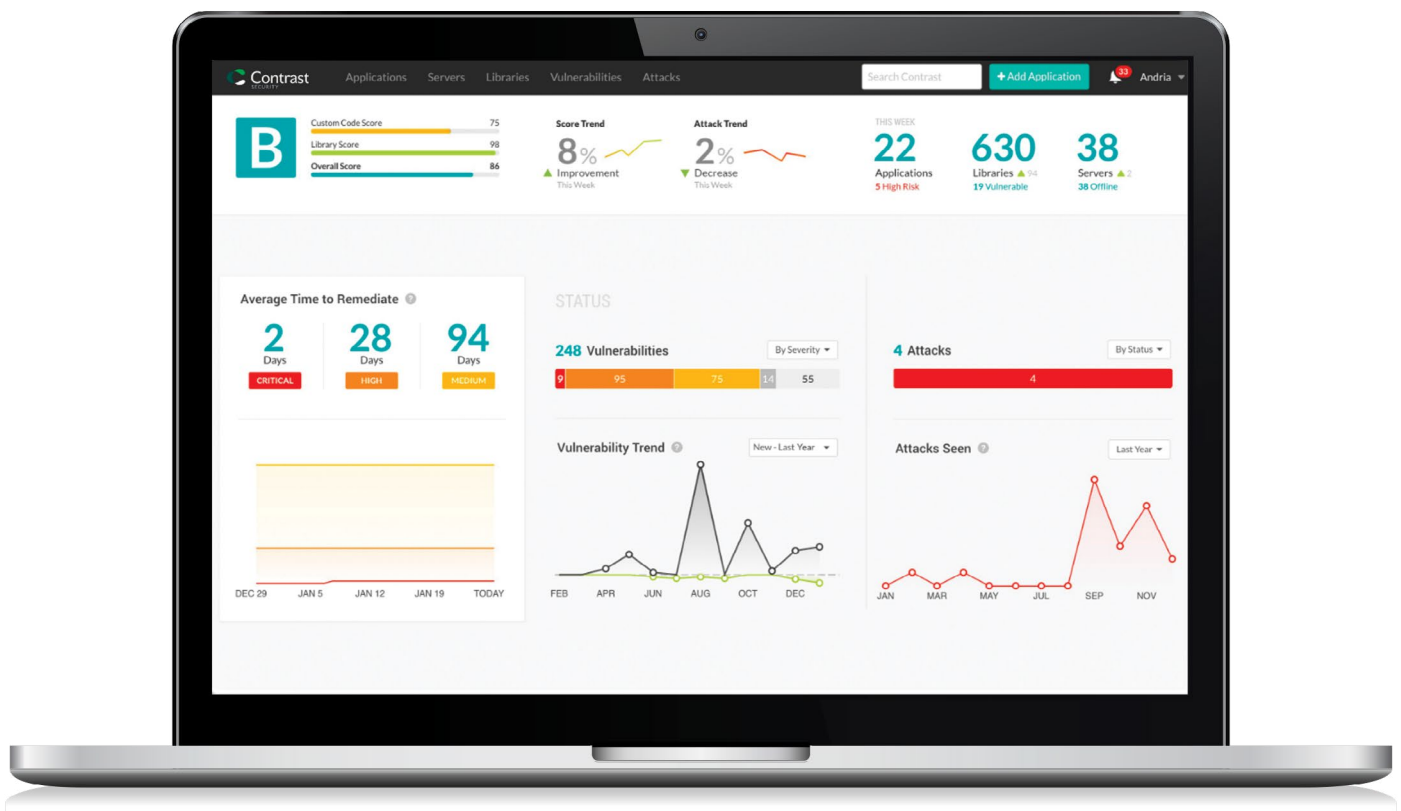 Contrast
SECURITY
Applications Servers Libraries Vulnerabilities Attacks
Search Contrast
+ Add Application
33
Andria
B
Custom Code Score 75
Library Score 98
Overall Score 86
Score Trend
8%
Improvement
This Week
Attack Trend
2%
Decrease
This Week
THIS WEEK
22
Applications
5 High Risk
630
Libraries 94
19 Vulnerable
38
Servers 2
38 Offline
Average Time to Remediate ?
2 28 94
Days Days Days
CRITICAL HIGH MEDIUM
DEC 29 JAN 5 JAN 12 JAN 19 TODAY
STATUS
248 Vulnerabilities
By Severity
9 95 75 14 55
Vulnerability Trend ?
New - Last Year
FEB APR JUN AUG OCT DEC
4 Attacks
By Status
4
Attacks Seen ?
Last Year
JAN MAR MAY JUL SEP NOV